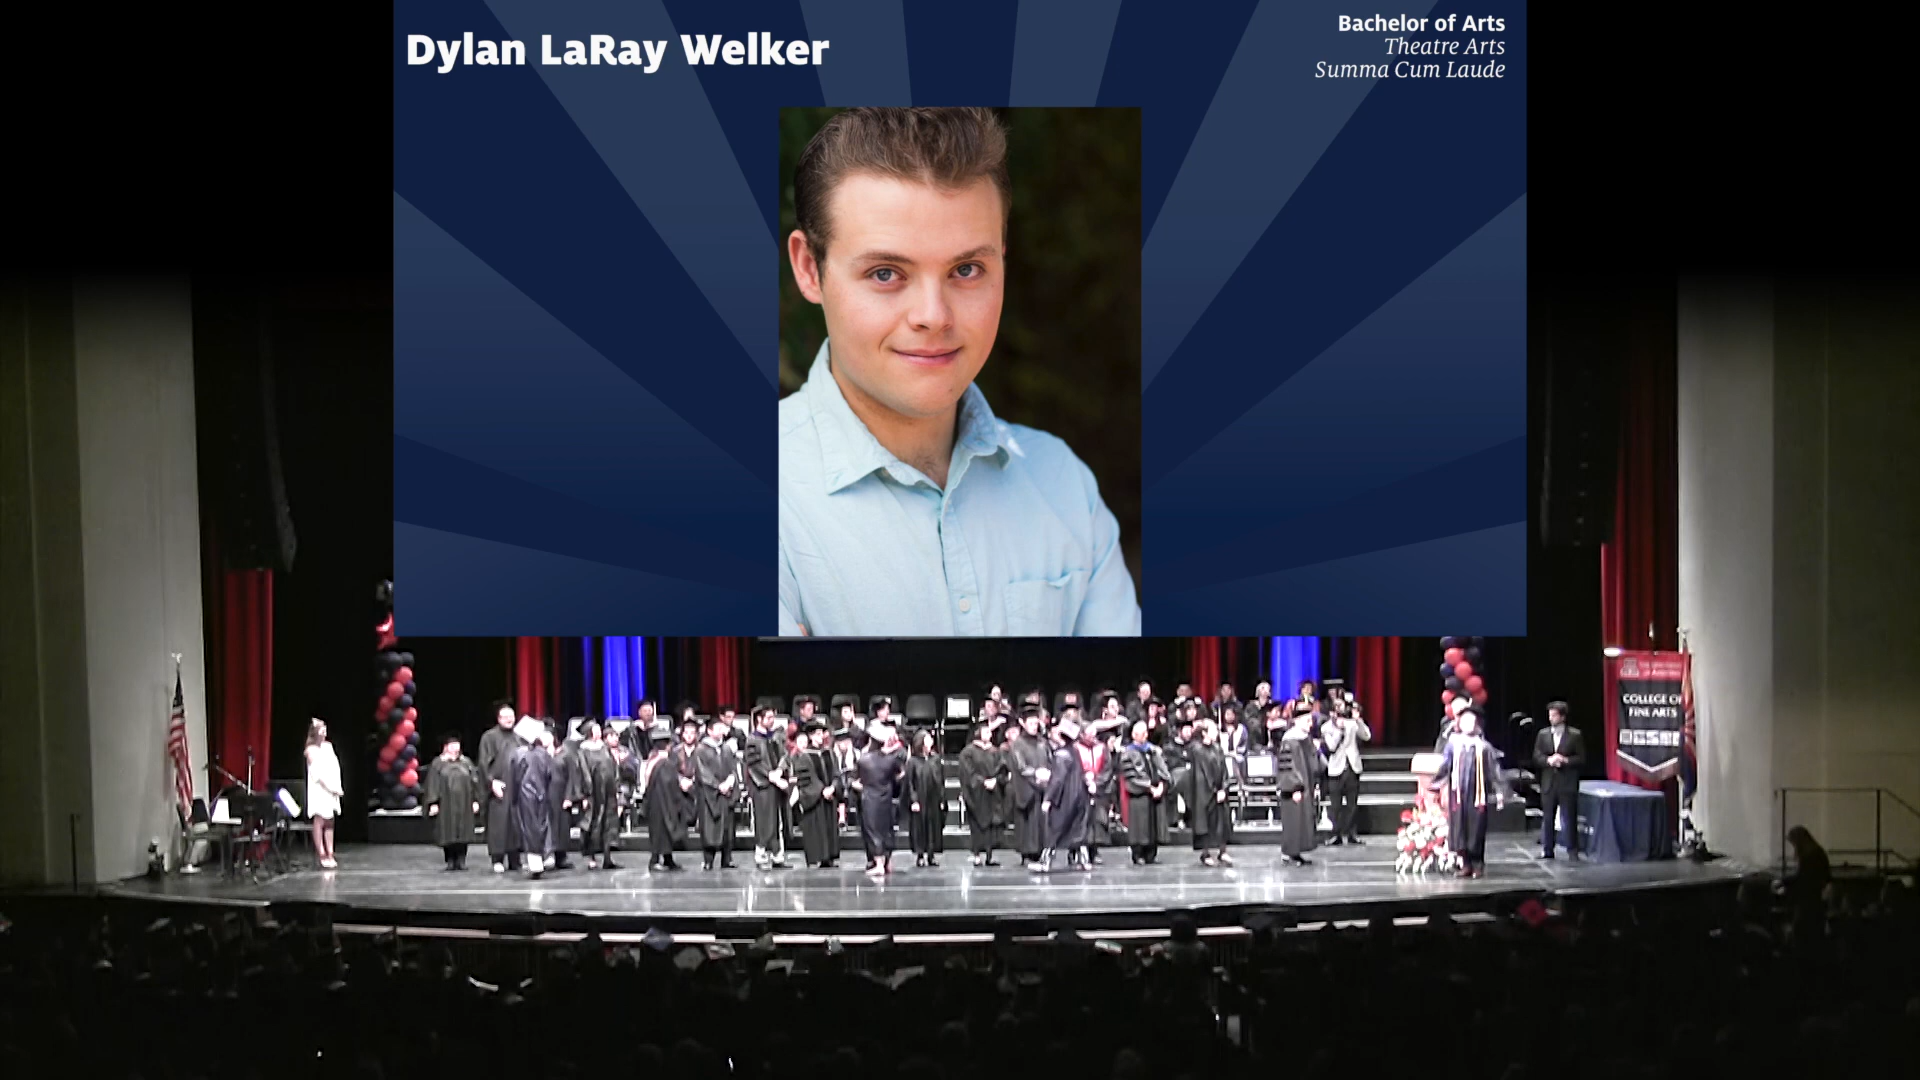 Dylan LaRay Welker
Bachelor of Arts
Theatre Arts
Summa Cum Laude
COLLEGE OF
FINE ARTS